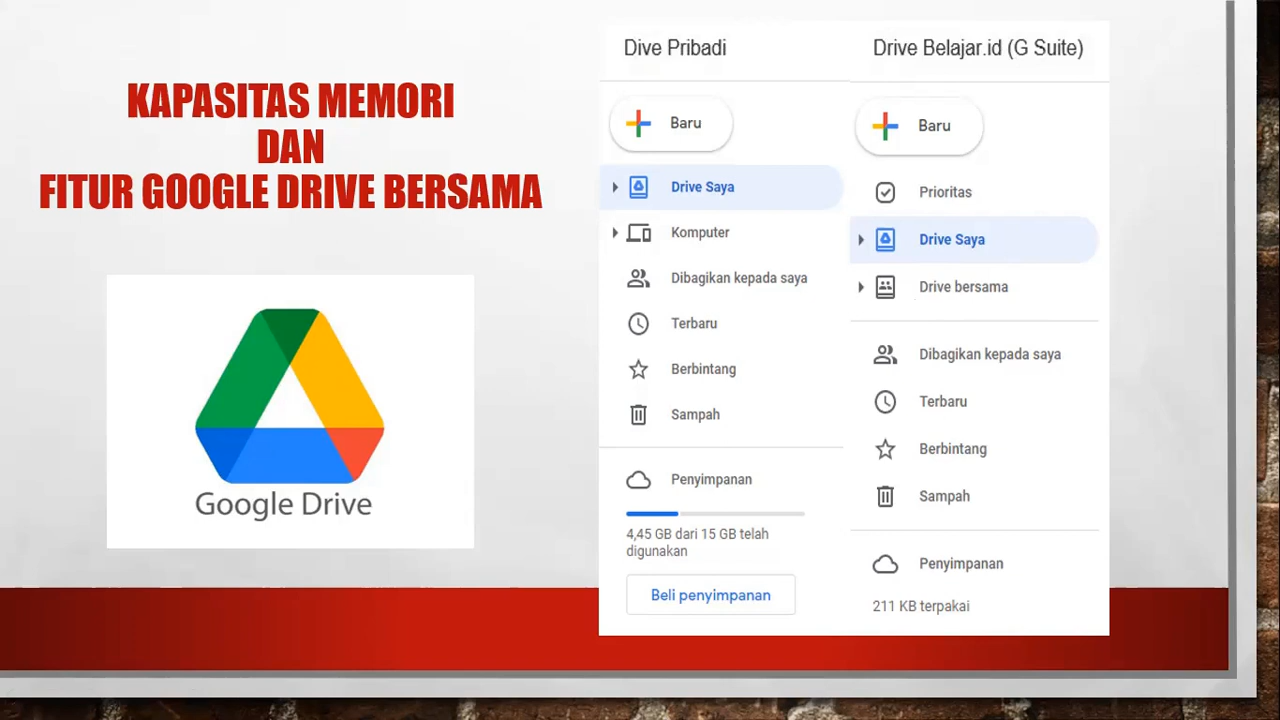 KAPASITAS MEMORI
DAN
FITUR GOOGLE DRIVE BERSAMA
Google Drive
Dive Pribadi
Baru
Drive Saya
Komputer
Dibagikan kepada saya
Terbaru
Berbintang
Sampah
Penyimpanan
4,45 GB dari 15 GB telah
digunakan
Beli penyimpanan
Drive Belajar.id (G Suite)
Baru
Prioritas
Drive Saya
Drive bersama
Dibagikan kepada saya
Terbaru
Berbintang
Sampah
Penyimpanan
211 KB terpakai